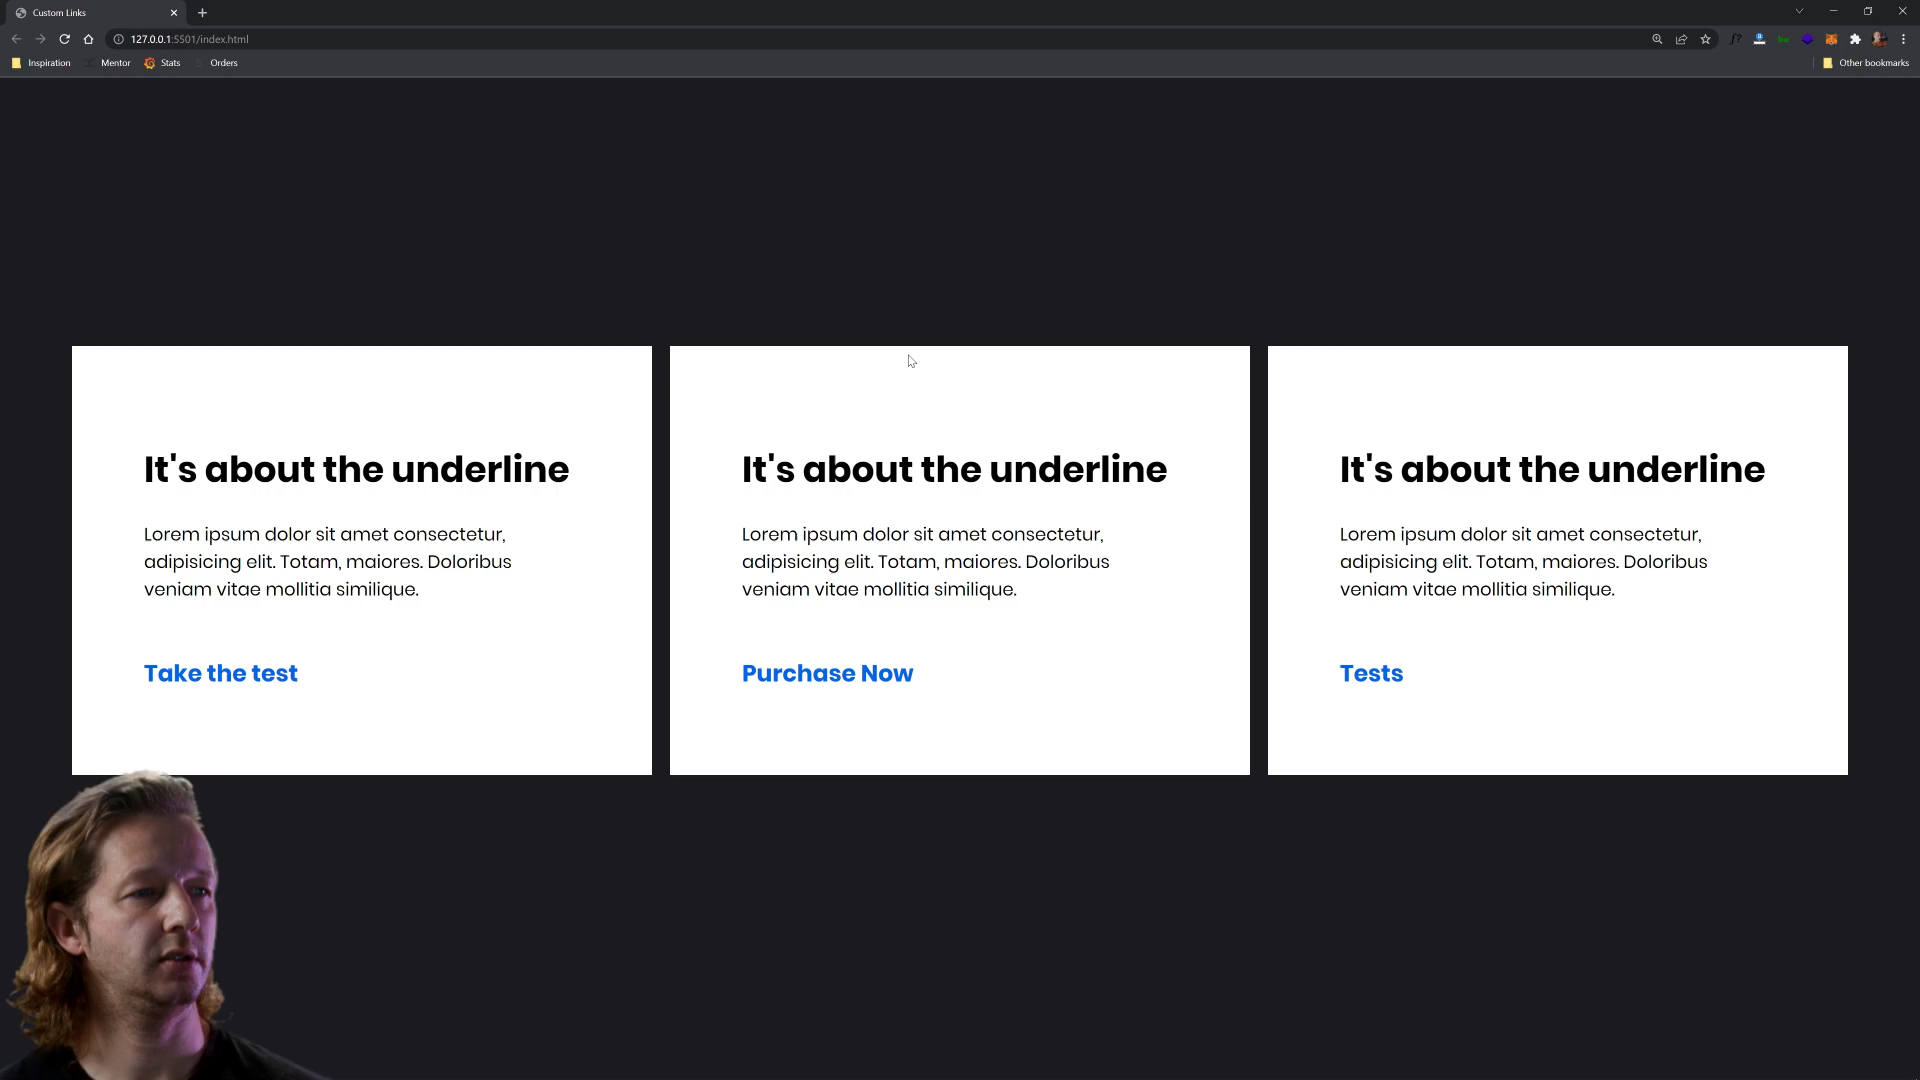 Custom Links
127.0.0.1:5501/index.html
Inspiration
Mentor
Stats
Orders
Other bookmarks
It's about the underline
Lorem ipsum dolor sit amet consectetur,
adipisicing elit. Totam, maiores. Doloribus
veniam vitae mollitia similique.
Take the test
It's about the underline
Lorem ipsum dolor sit amet consectetur,
adipisicing elit. Totam, maiores. Doloribus
veniam vitae mollitia similique.
Purchase Now
It's about the underline
Lorem ipsum dolor sit amet consectetur,
adipisicing elit. Totam, maiores. Doloribus
veniam vitae mollitia similique.
Tests